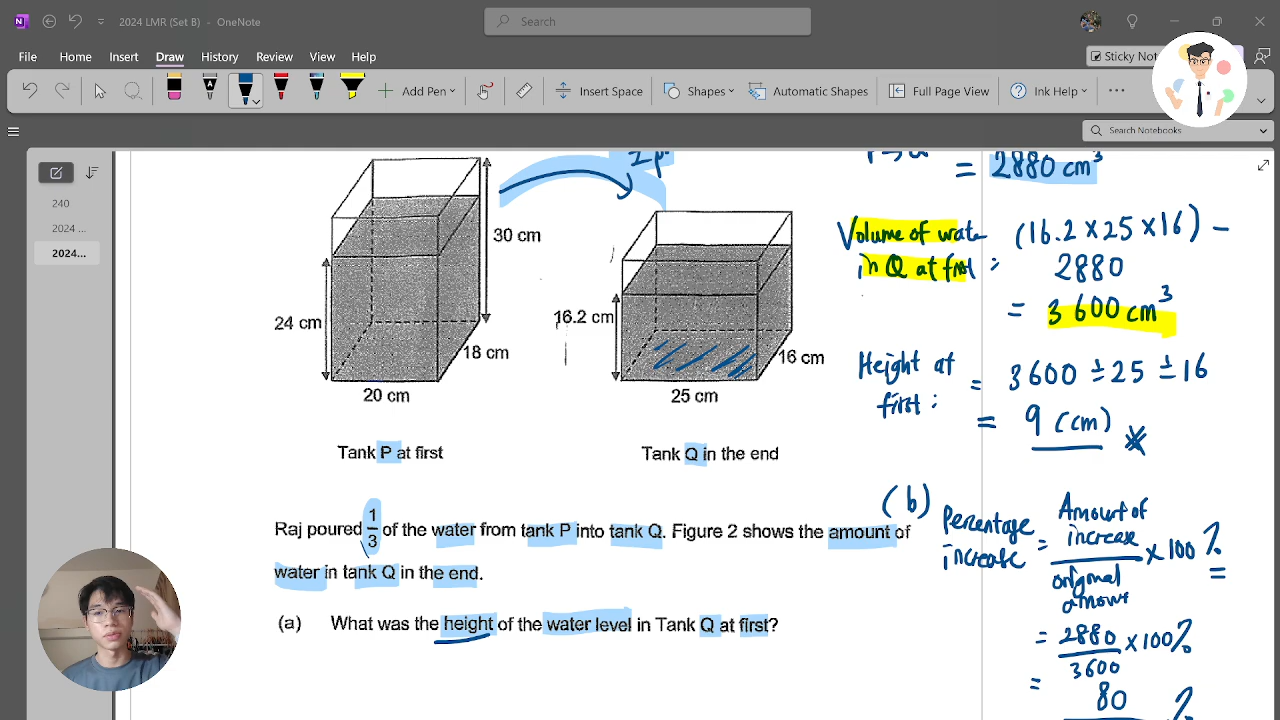 2024 LMR (Set B) - OneNote
Search
File Home Insert Draw History Review View Help
Sticky Not
Add Pen
Insert Space
Shapes
Automatic Shapes
Full Page View
Ink Help
Search Notebooks
240
2024 ...
2024...
30 cm
24 cm
18 cm
20 cm
Tank P at first
16.2 cm
16 cm
25 cm
Tank Q in the end
Raj poured 1/3 of the water from tank P into tank Q. Figure 2 shows the amount of
water in tank Q in the end.
(a) What was the height of the water level in Tank Q at first?
= 2880 cm³
Volume of water (16.2 × 25 × 16) -
in Q at first : 2880
= 3600 cm³
Height at = 3600 ÷ 25 ÷ 16
first :
= 9 (cm)
(b)
Percentage increase = Amount of increase / original amount × 100 %
= 2880/3600 × 100%
= 80 %